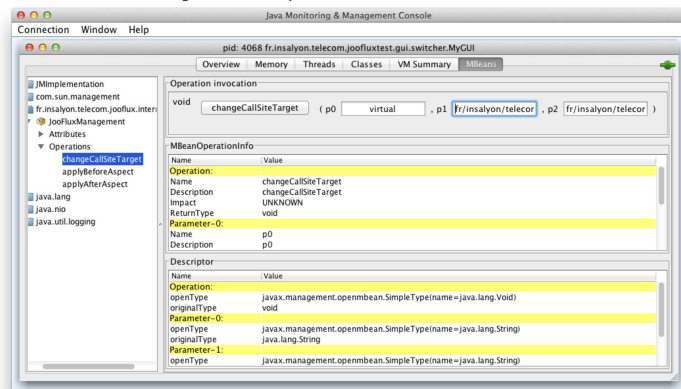 Java Monitoring & Management Console
Connection Window Help
pid: 4068 fr.insalyon.telecom.joofluxtest.gui.switcher.MyGUI
Overview Memory Threads Classes VM Summary MBeans
JMImplementation
com.sun.management
fr.insalyon.telecom.jooflux.intern
JooFluxManagement
Attributes
Operations
changeCallSiteTarget
applyBeforeAspect
applyAfterAspect
java.lang
java.nio
java.util.logging
Operation invocation
void changeCallSiteTarget ( p0 virtual , p1 fr/insalyon/telecor , p2 fr/insalyon/telecor )
MBeanOperationInfo
Name Value
Operation:
Name changeCallSiteTarget
Description changeCallSiteTarget
Impact UNKNOWN
ReturnType void
Parameter-0:
Name p0
Description p0
Descriptor
Name Value
Operation:
openType javax.management.openmbean.SimpleType(name=java.lang.Void)
originalType void
Parameter-0:
openType javax.management.openmbean.SimpleType(name=java.lang.String)
originalType java.lang.String
Parameter-1:
openType javax.management.openmbean.SimpleType(name=java.lang.String)